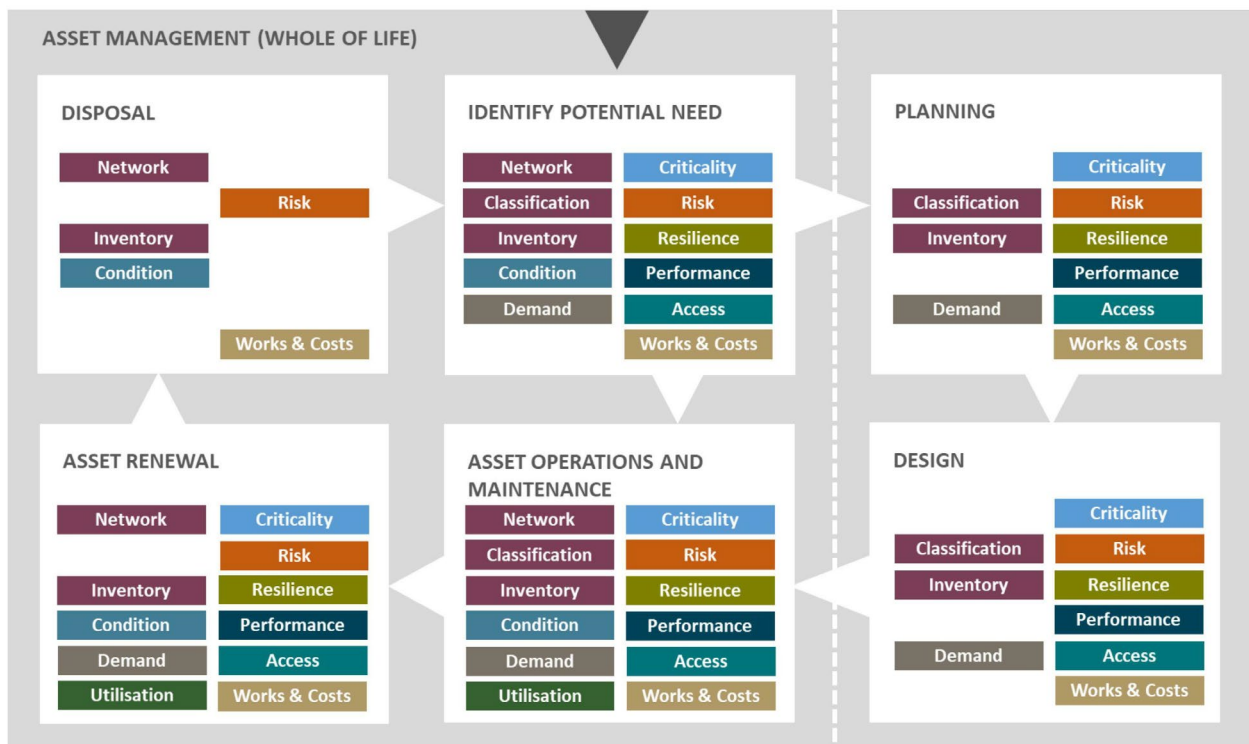 ASSET MANAGEMENT (WHOLE OF LIFE)
DISPOSAL
Network
Risk
Inventory
Condition
Works & Costs
IDENTIFY POTENTIAL NEED
Network
Criticality
Classification
Risk
Inventory
Resilience
Condition
Performance
Demand
Access
Works & Costs
PLANNING
Criticality
Classification
Risk
Inventory
Resilience
Performance
Demand
Access
Works & Costs
ASSET RENEWAL
Network
Criticality
Risk
Inventory
Resilience
Condition
Performance
Demand
Access
Utilisation
Works & Costs
ASSET OPERATIONS AND
MAINTENANCE
Network
Criticality
Classification
Risk
Inventory
Resilience
Condition
Performance
Demand
Access
Utilisation
Works & Costs
DESIGN
Criticality
Classification
Risk
Inventory
Resilience
Performance
Demand
Access
Works & Costs